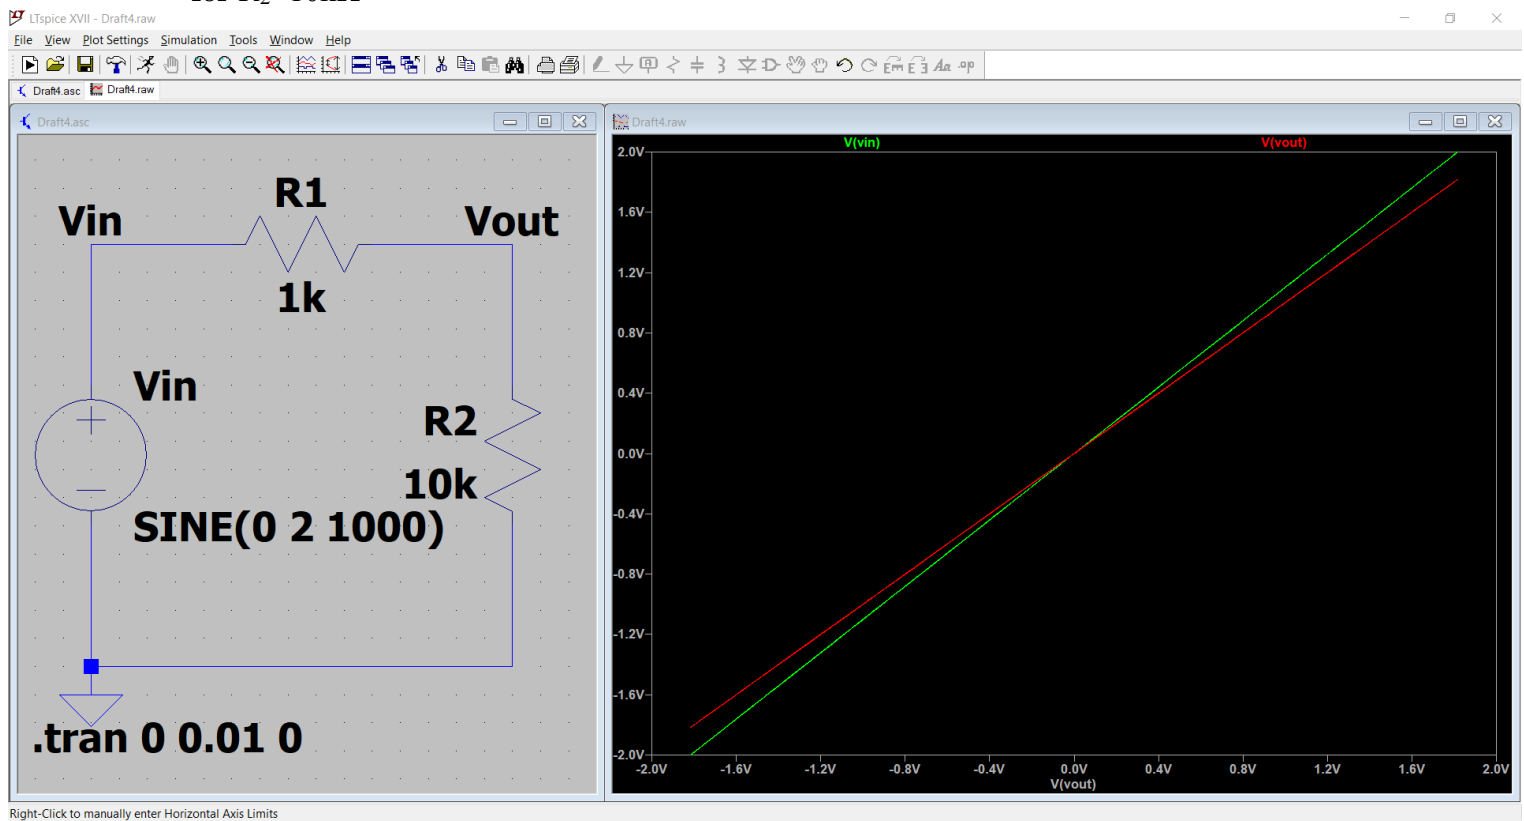 LTspice XVII - Draft4.raw
File View Plot Settings Simulation Tools Window Help
Draft4.asc Draft4.raw
Draft4.asc
R1
Vin
Vout
1k
Vin
R2
10k
SINE(0 2 1000)
.tran 0 0.01 0
Draft4.raw
V(vin) V(vout)
2.0V
1.6V
1.2V
0.8V
0.4V
0.0V
-0.4V
-0.8V
-1.2V
-1.6V
-2.0V
-2.0V -1.6V -1.2V -0.8V -0.4V 0.0V 0.4V 0.8V 1.2V 1.6V 2.0V
V(vout)
Right-Click to manually enter Horizontal Axis Limits